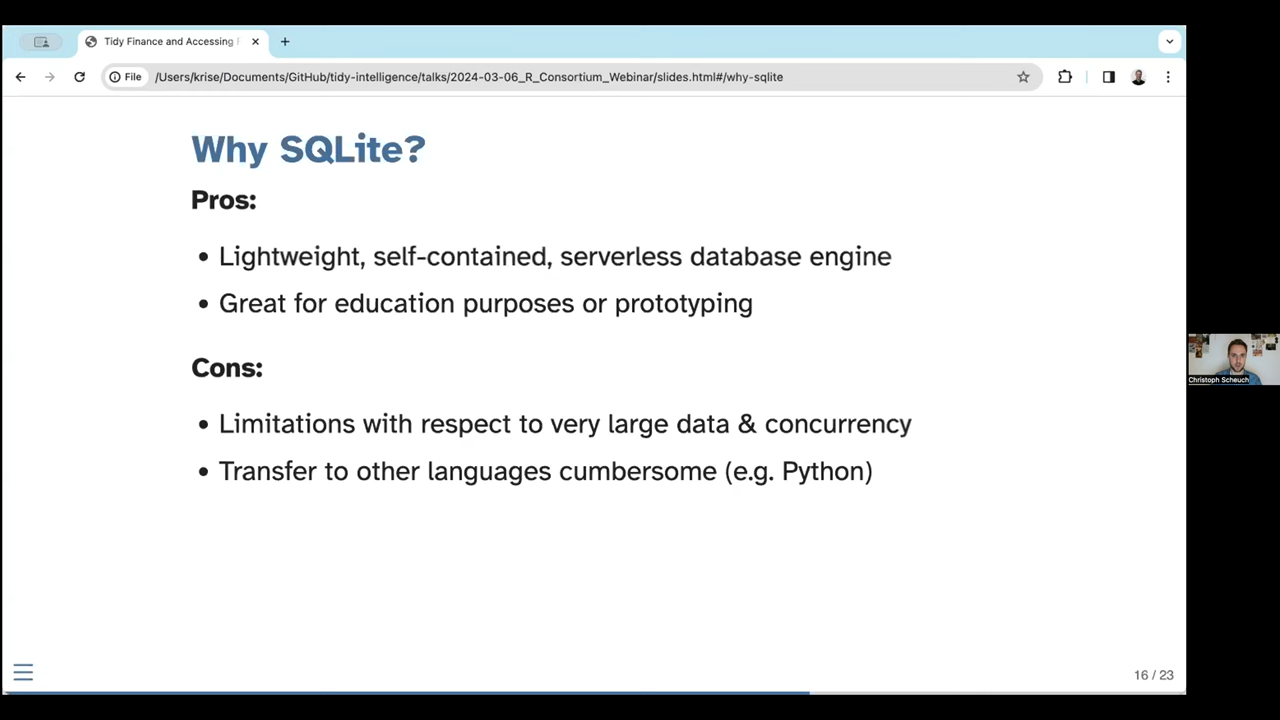 Tidy Finance and Accessing
File
/Users/krise/Documents/GitHub/tidy-intelligence/talks/2024-03-06_R_Consortium_Webinar/slides.html#/why-sqlite
Why SQLite?
Pros:
• Lightweight, self-contained, serverless database engine
• Great for education purposes or prototyping
Cons:
• Limitations with respect to very large data & concurrency
• Transfer to other languages cumbersome (e.g. Python)
Christoph Scheuch
16 / 23